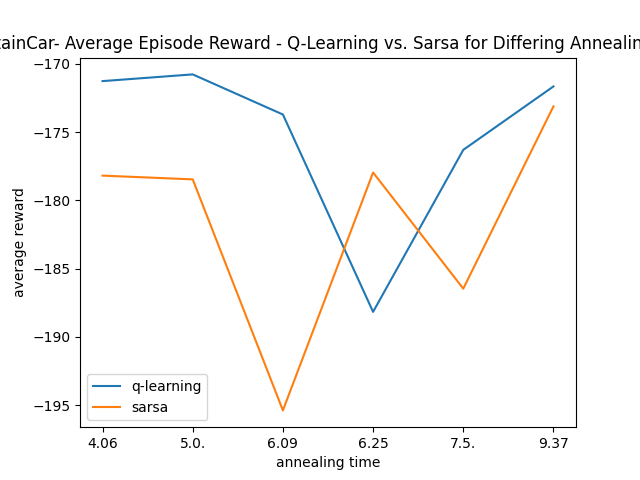 tainCar- Average Episode Reward - Q-Learning vs. Sarsa for Differing Annealin
−170
−175
−180
−185
−190
−195
average reward
q-learning
sarsa
4.06 5.0. 6.09 6.25 7.5. 9.37
annealing time